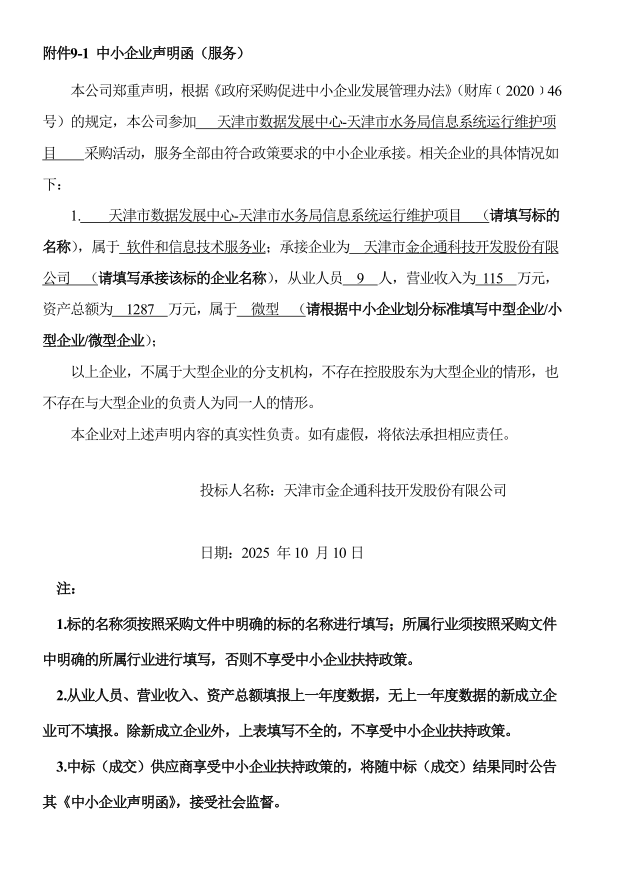 附件9-1 中小企业声明函（服务）
本公司郑重声明，根据《政府采购促进中小企业发展管理办法》（财库﹝2020﹞46
号）的规定，本公司参加 天津市数据发展中心-天津市水务局信息系统运行维护项
目 采购活动，服务全部由符合政策要求的中小企业承接。相关企业的具体情况如
下：
1. 天津市数据发展中心-天津市水务局信息系统运行维护项目 （请填写标的
名称），属于 软件和信息技术服务业；承接企业为 天津市金企通科技开发股份有限
公司 （请填写承接该标的企业名称），从业人员 9 人，营业收入为 115 万元，
资产总额为 1287 万元，属于 微型 （请根据中小企业划分标准填写中型企业/小
型企业/微型企业）；
以上企业，不属于大型企业的分支机构，不存在控股股东为大型企业的情形，也
不存在与大型企业的负责人为同一人的情形。
本企业对上述声明内容的真实性负责。如有虚假，将依法承担相应责任。
投标人名称：天津市金企通科技开发股份有限公司
日期：2025 年 10 月 10 日
注：
1.标的名称须按照采购文件中明确的标的名称进行填写；所属行业须按照采购文件
中明确的所属行业进行填写，否则不享受中小企业扶持政策。
2.从业人员、营业收入、资产总额填报上一年度数据，无上一年度数据的新成立企
业可不填报。除新成立企业外，上表填写不全的，不享受中小企业扶持政策。
3.中标（成交）供应商享受中小企业扶持政策的，将随中标（成交）结果同时公告
其《中小企业声明函》，接受社会监督。